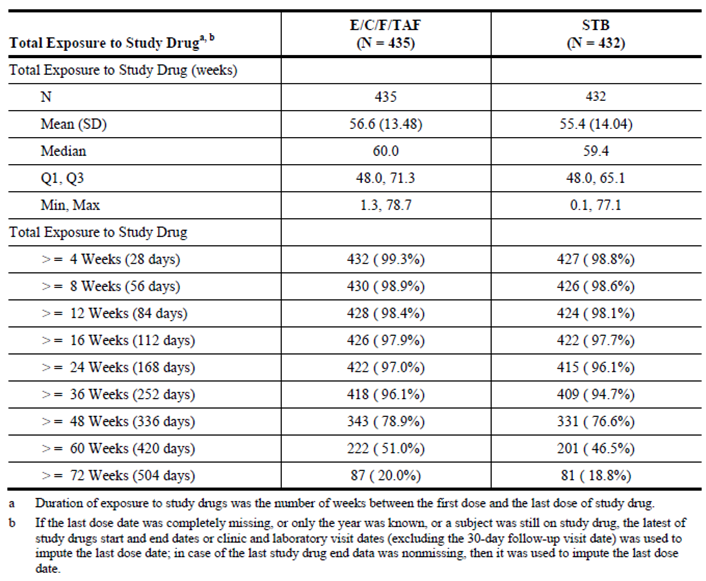 Total Exposure to Study Drug a, b E/C/F/TAF (N = 435) STB (N = 432)
Total Exposure to Study Drug (weeks)
N 435 432
Mean (SD) 56.6 (13.48) 55.4 (14.04)
Median 60.0 59.4
Q1, Q3 48.0, 71.3 48.0, 65.1
Min, Max 1.3, 78.7 0.1, 77.1
Total Exposure to Study Drug
>= 4 Weeks (28 days) 432 ( 99.3%) 427 ( 98.8%)
>= 8 Weeks (56 days) 430 ( 98.9%) 426 ( 98.6%)
>= 12 Weeks (84 days) 428 ( 98.4%) 424 ( 98.1%)
>= 16 Weeks (112 days) 426 ( 97.9%) 422 ( 97.7%)
>= 24 Weeks (168 days) 422 ( 97.0%) 415 ( 96.1%)
>= 36 Weeks (252 days) 418 ( 96.1%) 409 ( 94.7%)
>= 48 Weeks (336 days) 343 ( 78.9%) 331 ( 76.6%)
>= 60 Weeks (420 days) 222 ( 51.0%) 201 ( 46.5%)
>= 72 Weeks (504 days) 87 ( 20.0%) 81 ( 18.8%)
a Duration of exposure to study drugs was the number of weeks between the first dose and the last dose of study drug.
b If the last dose date was completely missing, or only the year was known, or a subject was still on study drug, the latest of
study drugs start and end dates or clinic and laboratory visit dates (excluding the 30-day follow-up visit date) was used to
impute the last dose date; in case of the last study drug end data was nonmissing, then it was used to impute the last dose
date.